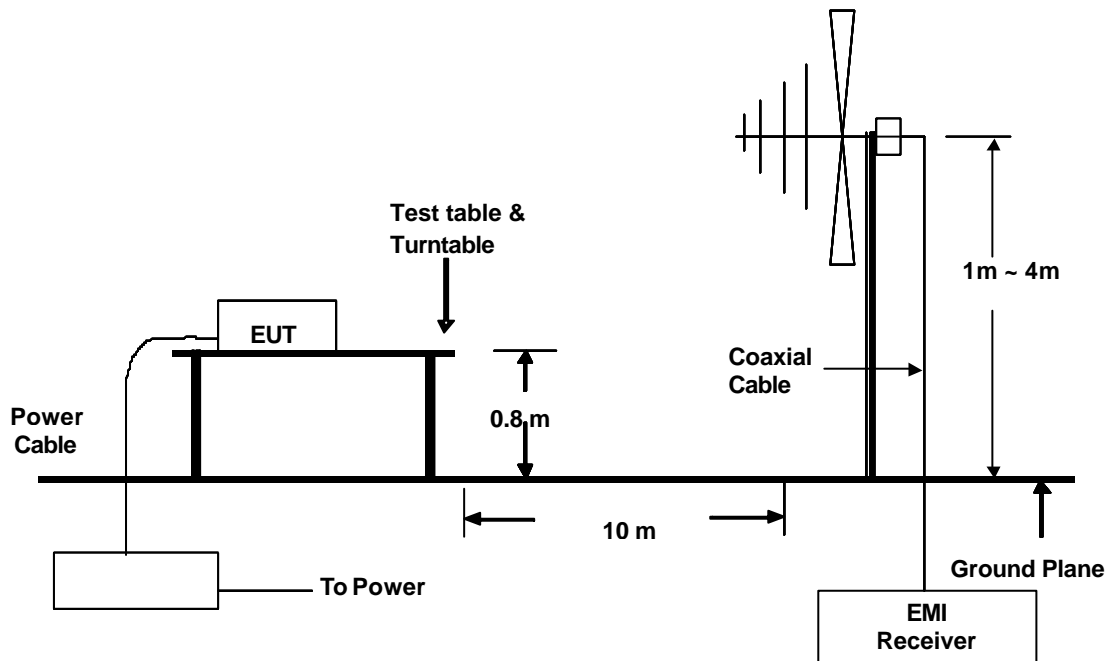 Test table &
Turntable
1m ~ 4m
EUT
Coaxial
Cable
0.8 m
Power
Cable
10 m
Ground Plane
To Power
EMI
Receiver